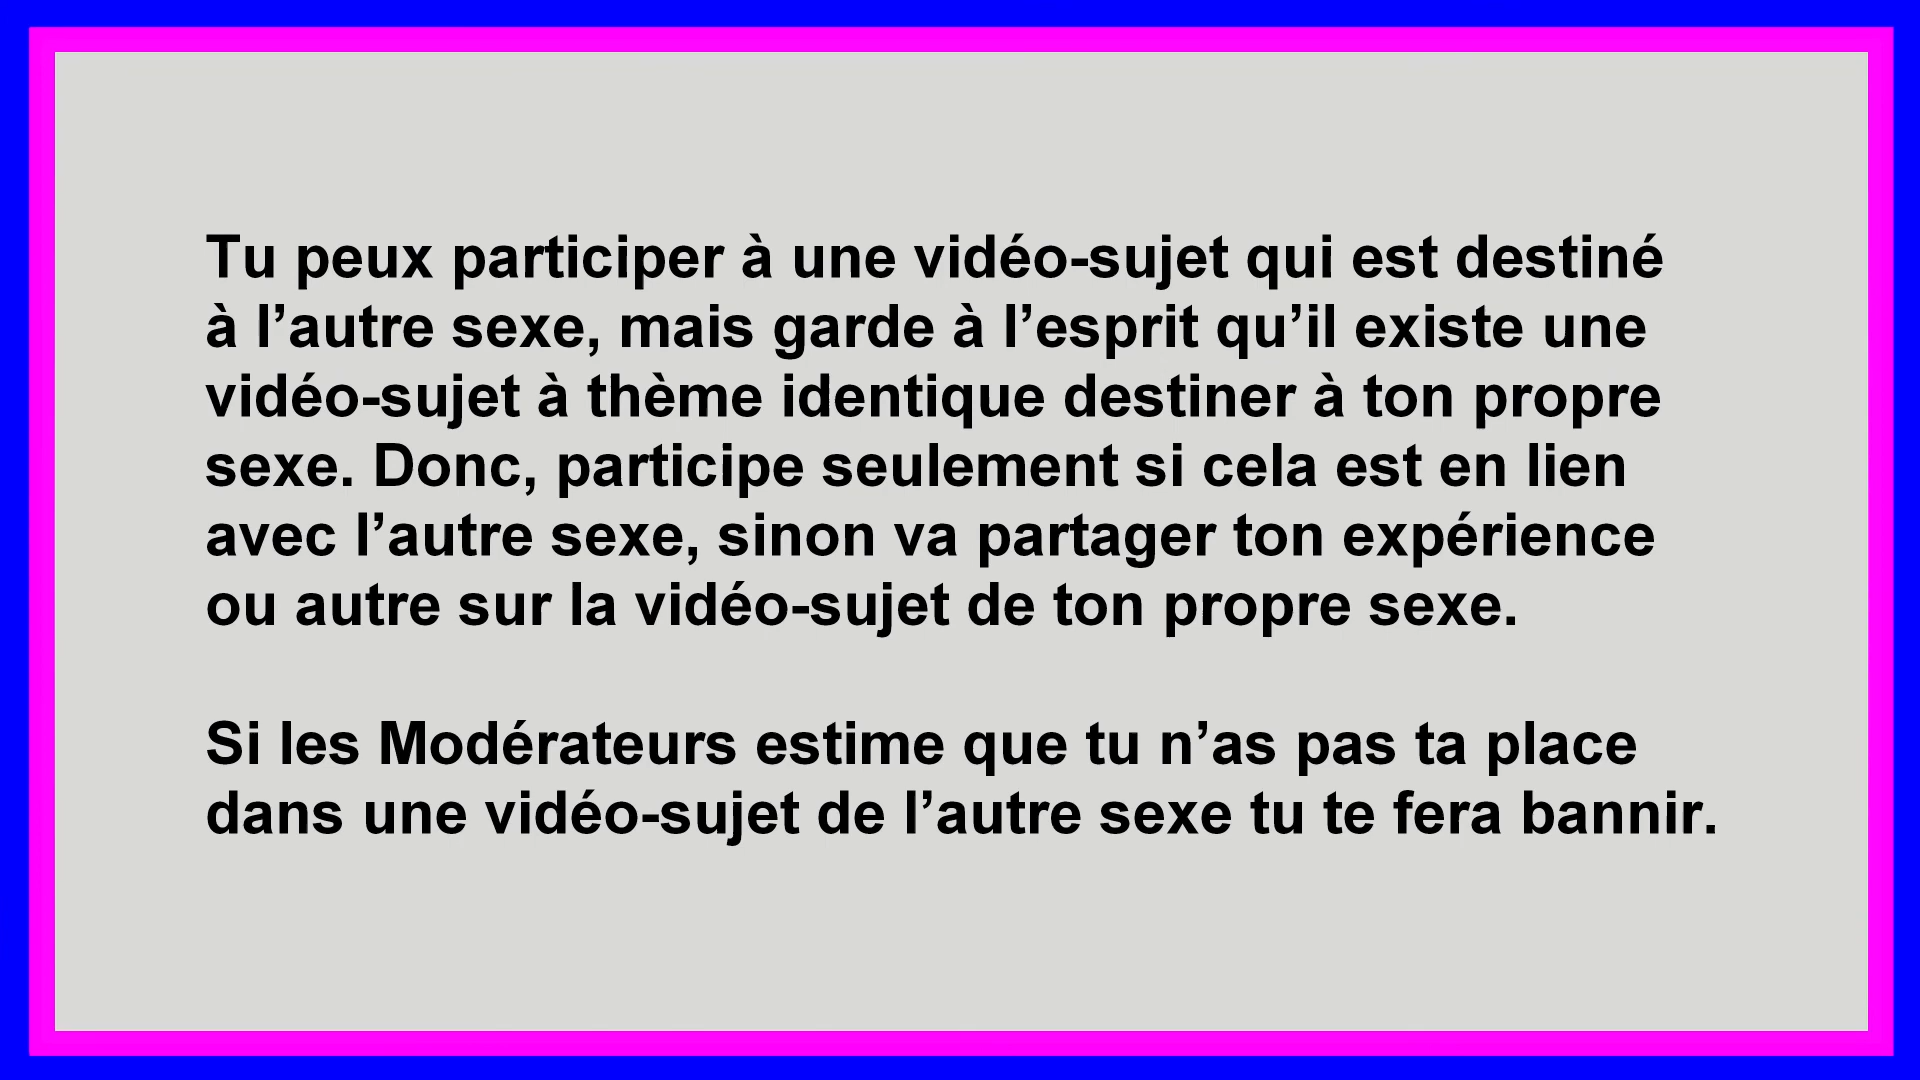 Tu peux participer à une vidéo-sujet qui est destiné
à l’autre sexe, mais garde à l’esprit qu’il existe une
vidéo-sujet à thème identique destiner à ton propre
sexe. Donc, participe seulement si cela est en lien
avec l’autre sexe, sinon va partager ton expérience
ou autre sur la vidéo-sujet de ton propre sexe.
Si les Modérateurs estime que tu n’as pas ta place
dans une vidéo-sujet de l’autre sexe tu te fera bannir.